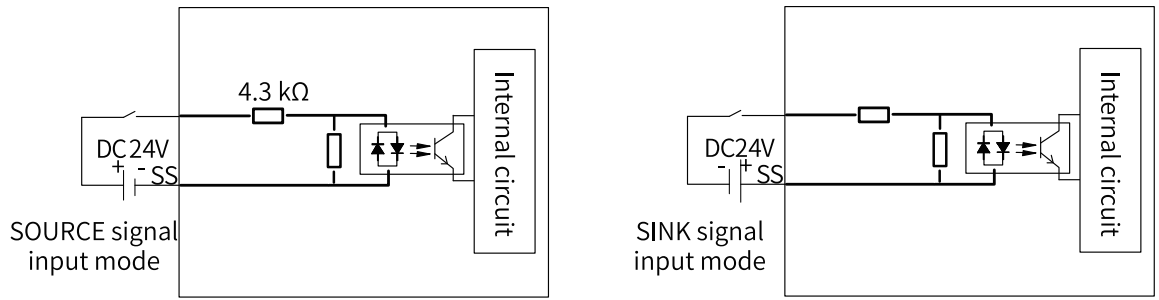 4.3 kΩ
DC24V
+ - SS
SOURCE signal
input mode
Internal circuit
DC24V
- + SS
SINK signal
input mode
Internal circuit